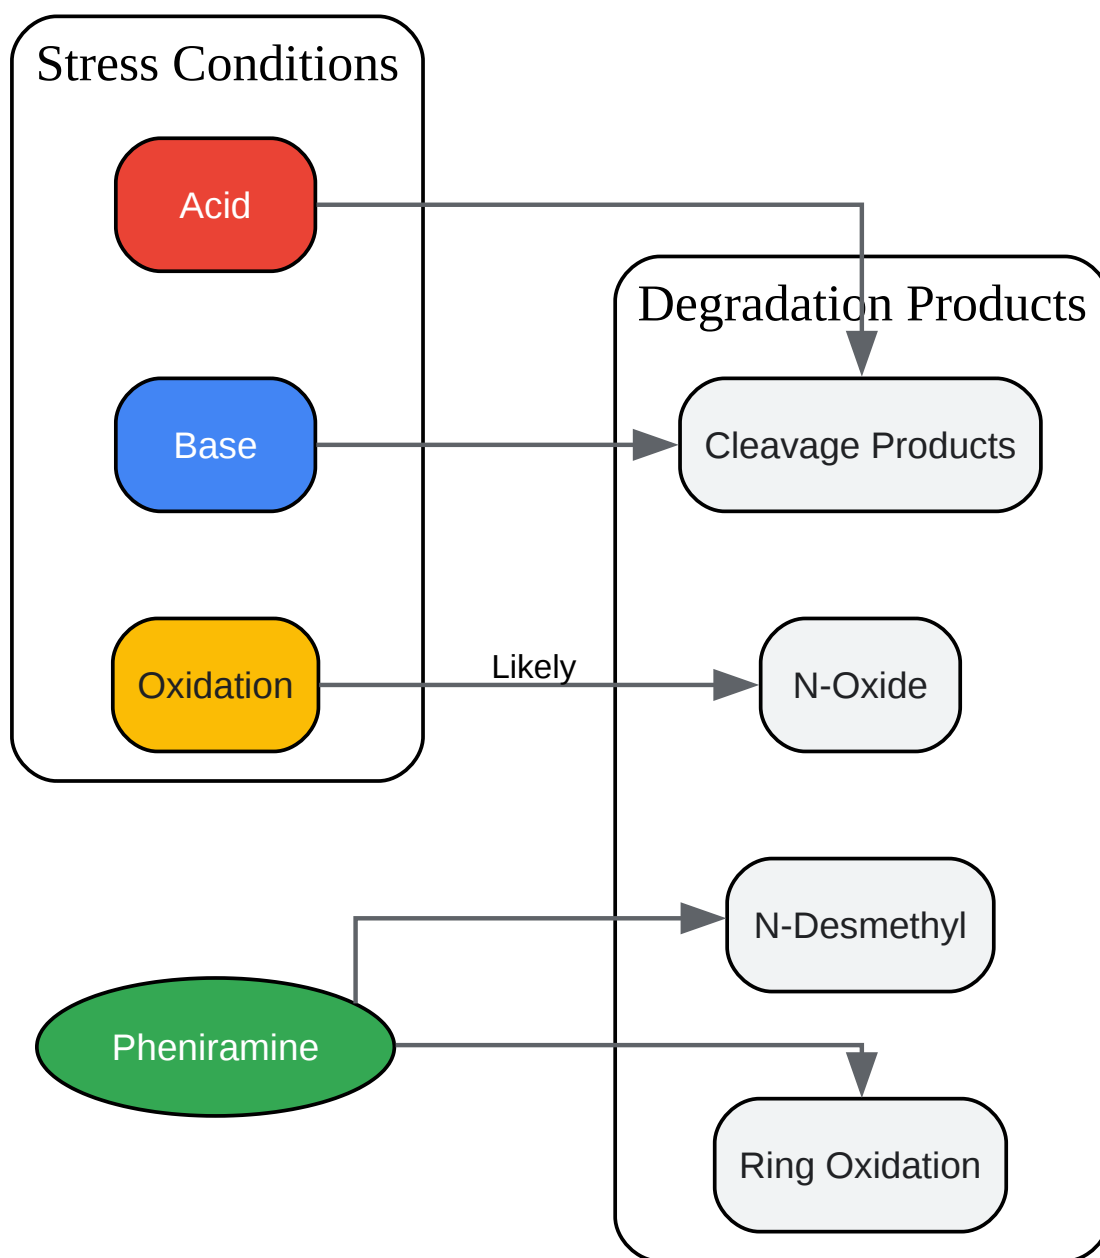 Stress Conditions
Acid
Degradation Products
Base
Cleavage Products
Oxidation
Likely
N-Oxide
N-Desmethyl
Pheniramine
Ring Oxidation